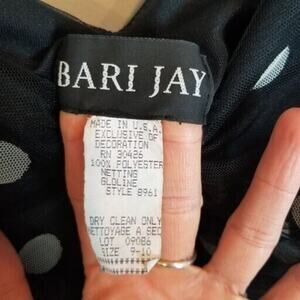 BARI JAY
MADE IN U.S.A.
EXCLUSIVE OF
DECORATION
RN 30426
100% POLYESTER
NETTING
GLOLINE
STYLE 8961
DRY CLEAN ONLY
NETTOYAGE A SEC
LOT 09086
SIZE 9-10